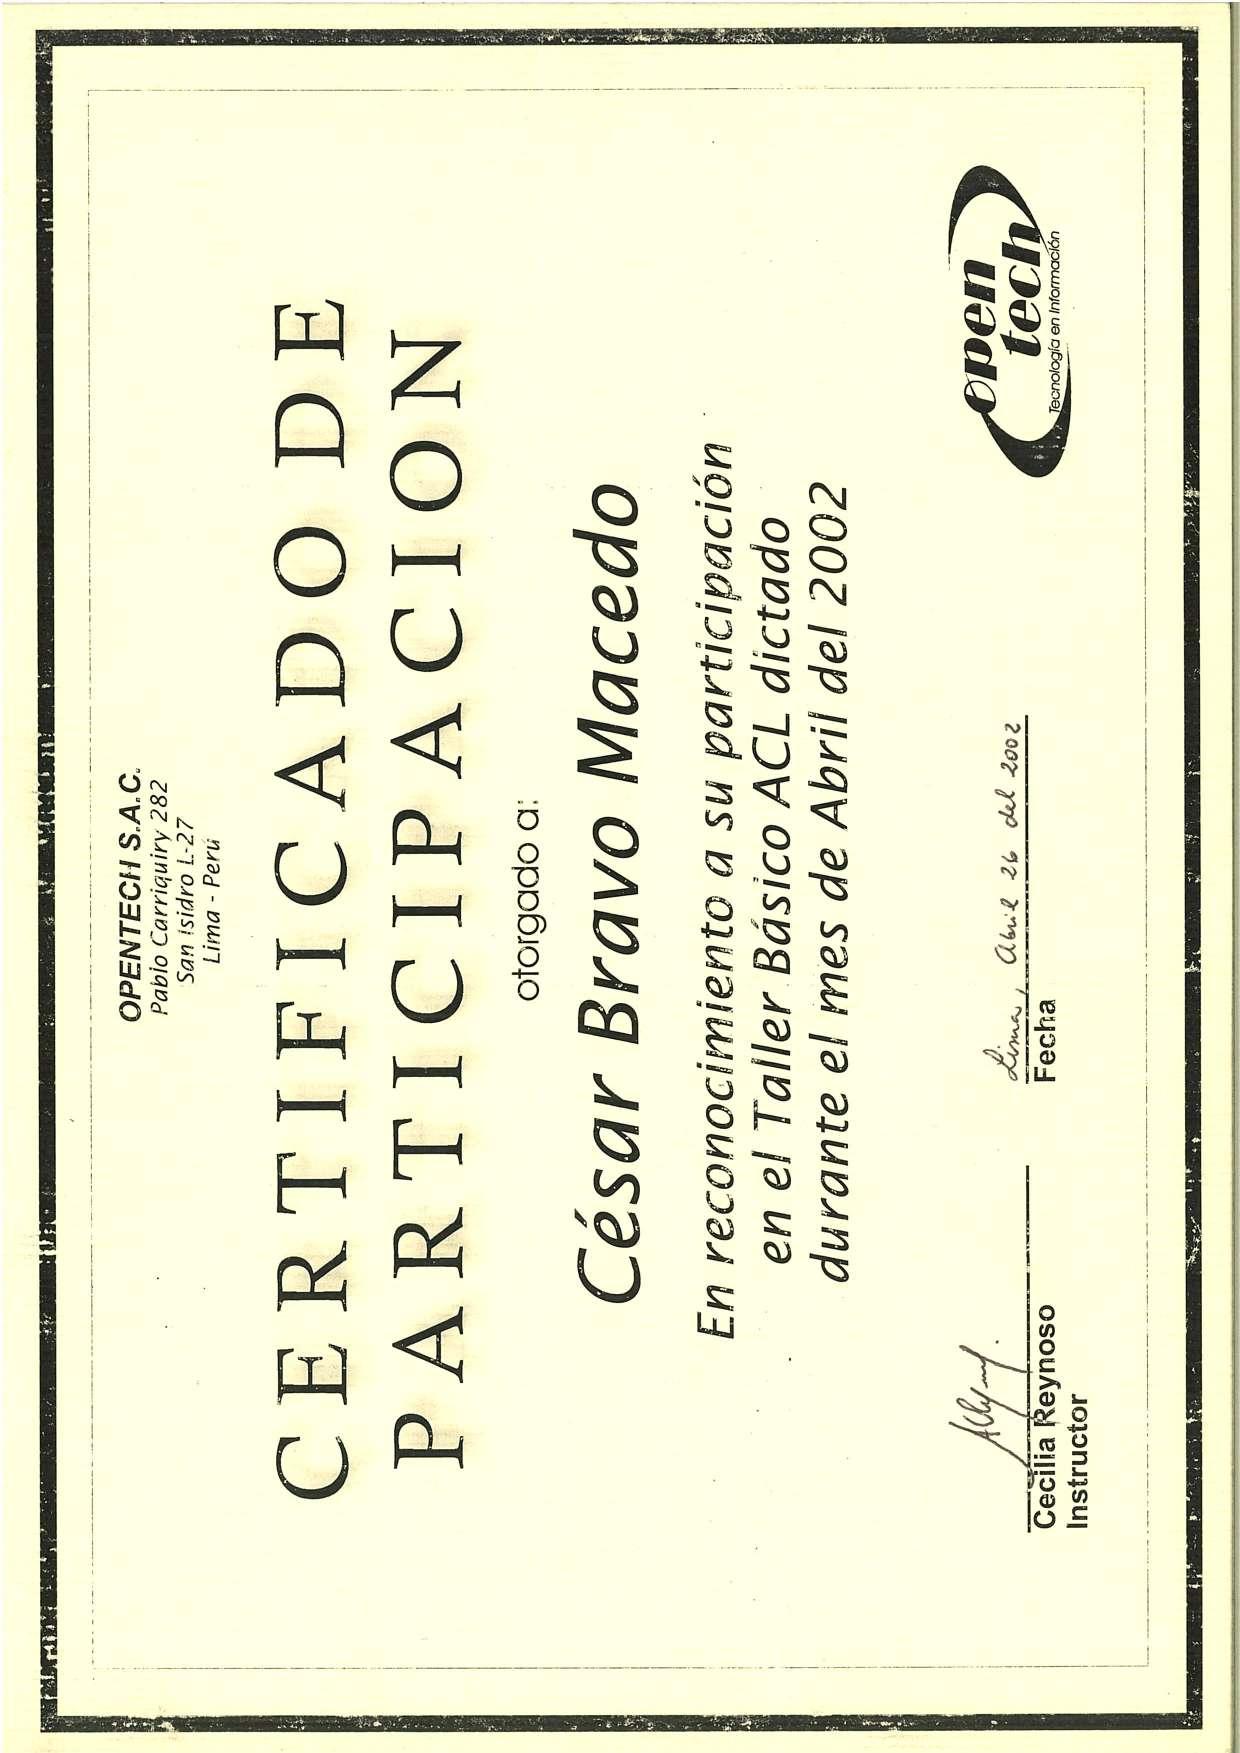 OPENTECH S.A.C.
Pablo Carriquiry 282
San Isidro L-27
Lima - Perú
CERTIFICADO DE
PARTICIPACION
otorgado a:
César Bravo Macedo
En reconocimiento a su participación
en el Taller Básico ACL dictado
durante el mes de Abril del 2002
Lima, Abril 26 del 2002
Cecilia Reynoso
Instructor
Fecha
open
tech
Tecnología en Información